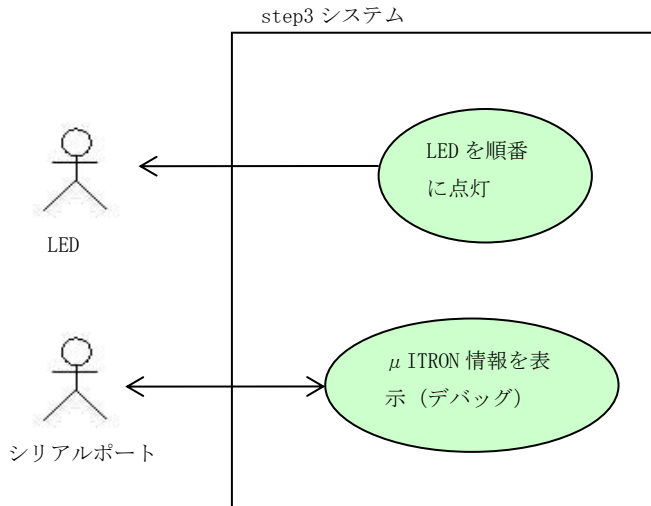 step3 システム
LED を順番
に点灯
LED
μ ITRON 情報を表
示（デバッグ）
シリアルポート